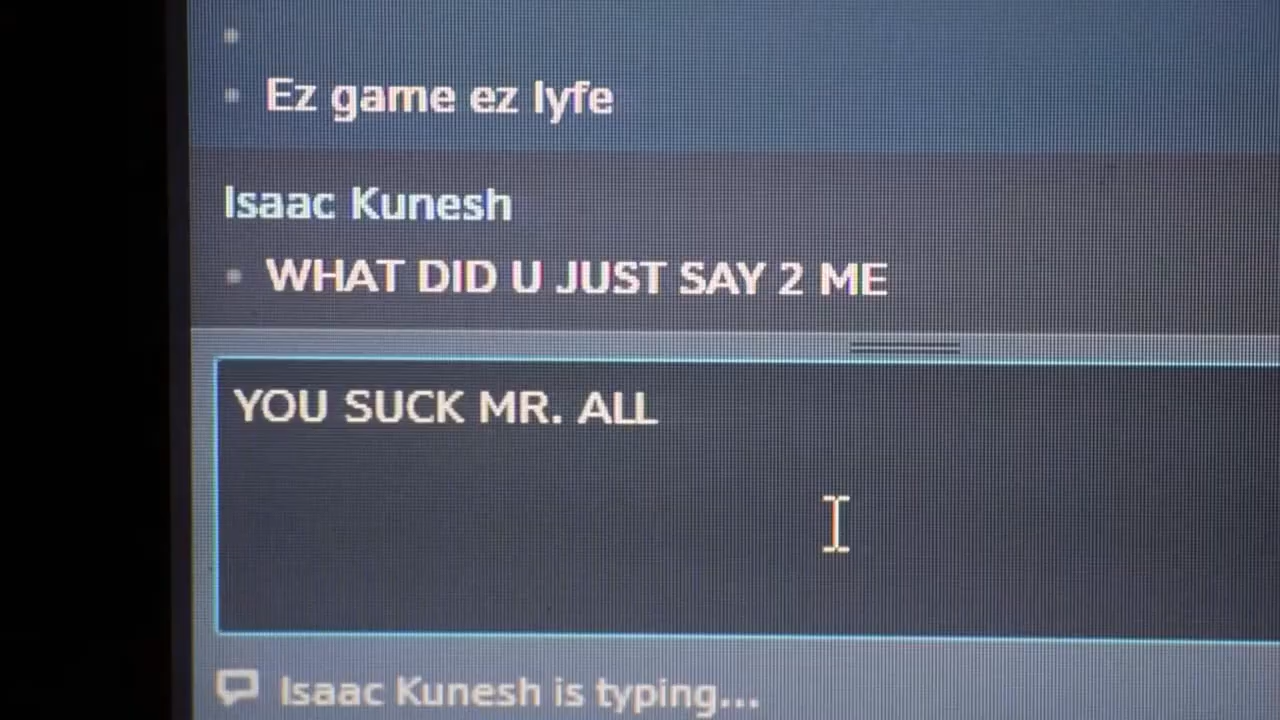 Ez game ez lyfe
Isaac Kunesh
WHAT DID U JUST SAY 2 ME
YOU SUCK MR. ALL
Isaac Kunesh is typing...